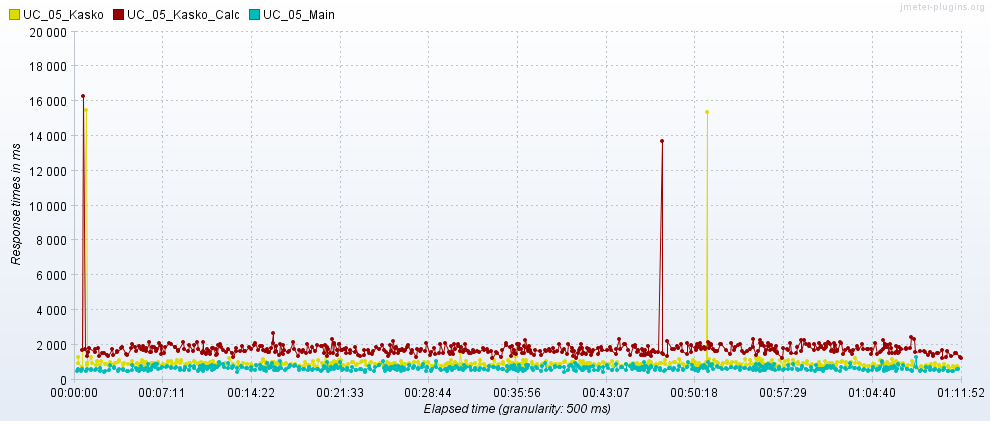 jmeter-plugins.org
UC_05_Kasko UC_05_Kasko_Calc UC_05_Main
20 000
18 000
16 000
14 000
12 000
10 000
8 000
6 000
4 000
2 000
0
Response times in ms
00:00:00 00:07:11 00:14:22 00:21:33 00:28:44 00:35:56 00:43:07 00:50:18 00:57:29 01:04:40 01:11:52
Elapsed time (granularity: 500 ms)